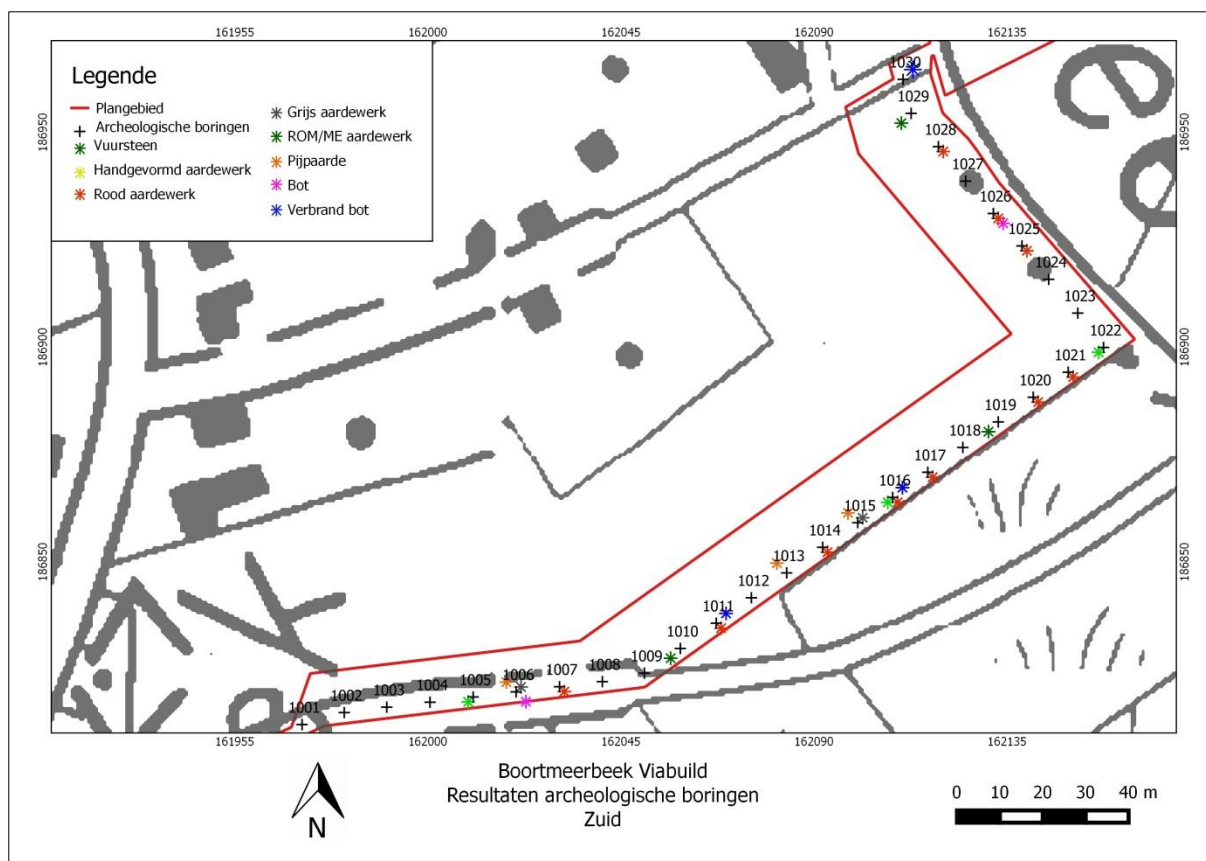 161955 162000 162045 162090 162135
Legende
Plangebied
Archeologische boringen
Vuursteen
Handgevormd aardewerk
Rood aardewerk
Grijs aardewerk
ROM/ME aardewerk
Pijpaarde
Bot
Verbrand bot
186950
186900
186850
186950
186900
186850
1030
1029
1028
1027
1026
1025
1024
1023
1022
1021
1020
1019
1018
1017
1016
1015
1014
1013
1012
1011
1010
1009
1008
1007
1006
1005
1004
1003
1002
1001
161955 162000 162045 162090 162135
N
Boortmeerbeek Viabuild
Resultaten archeologische boringen
Zuid
0 10 20 30 40 m